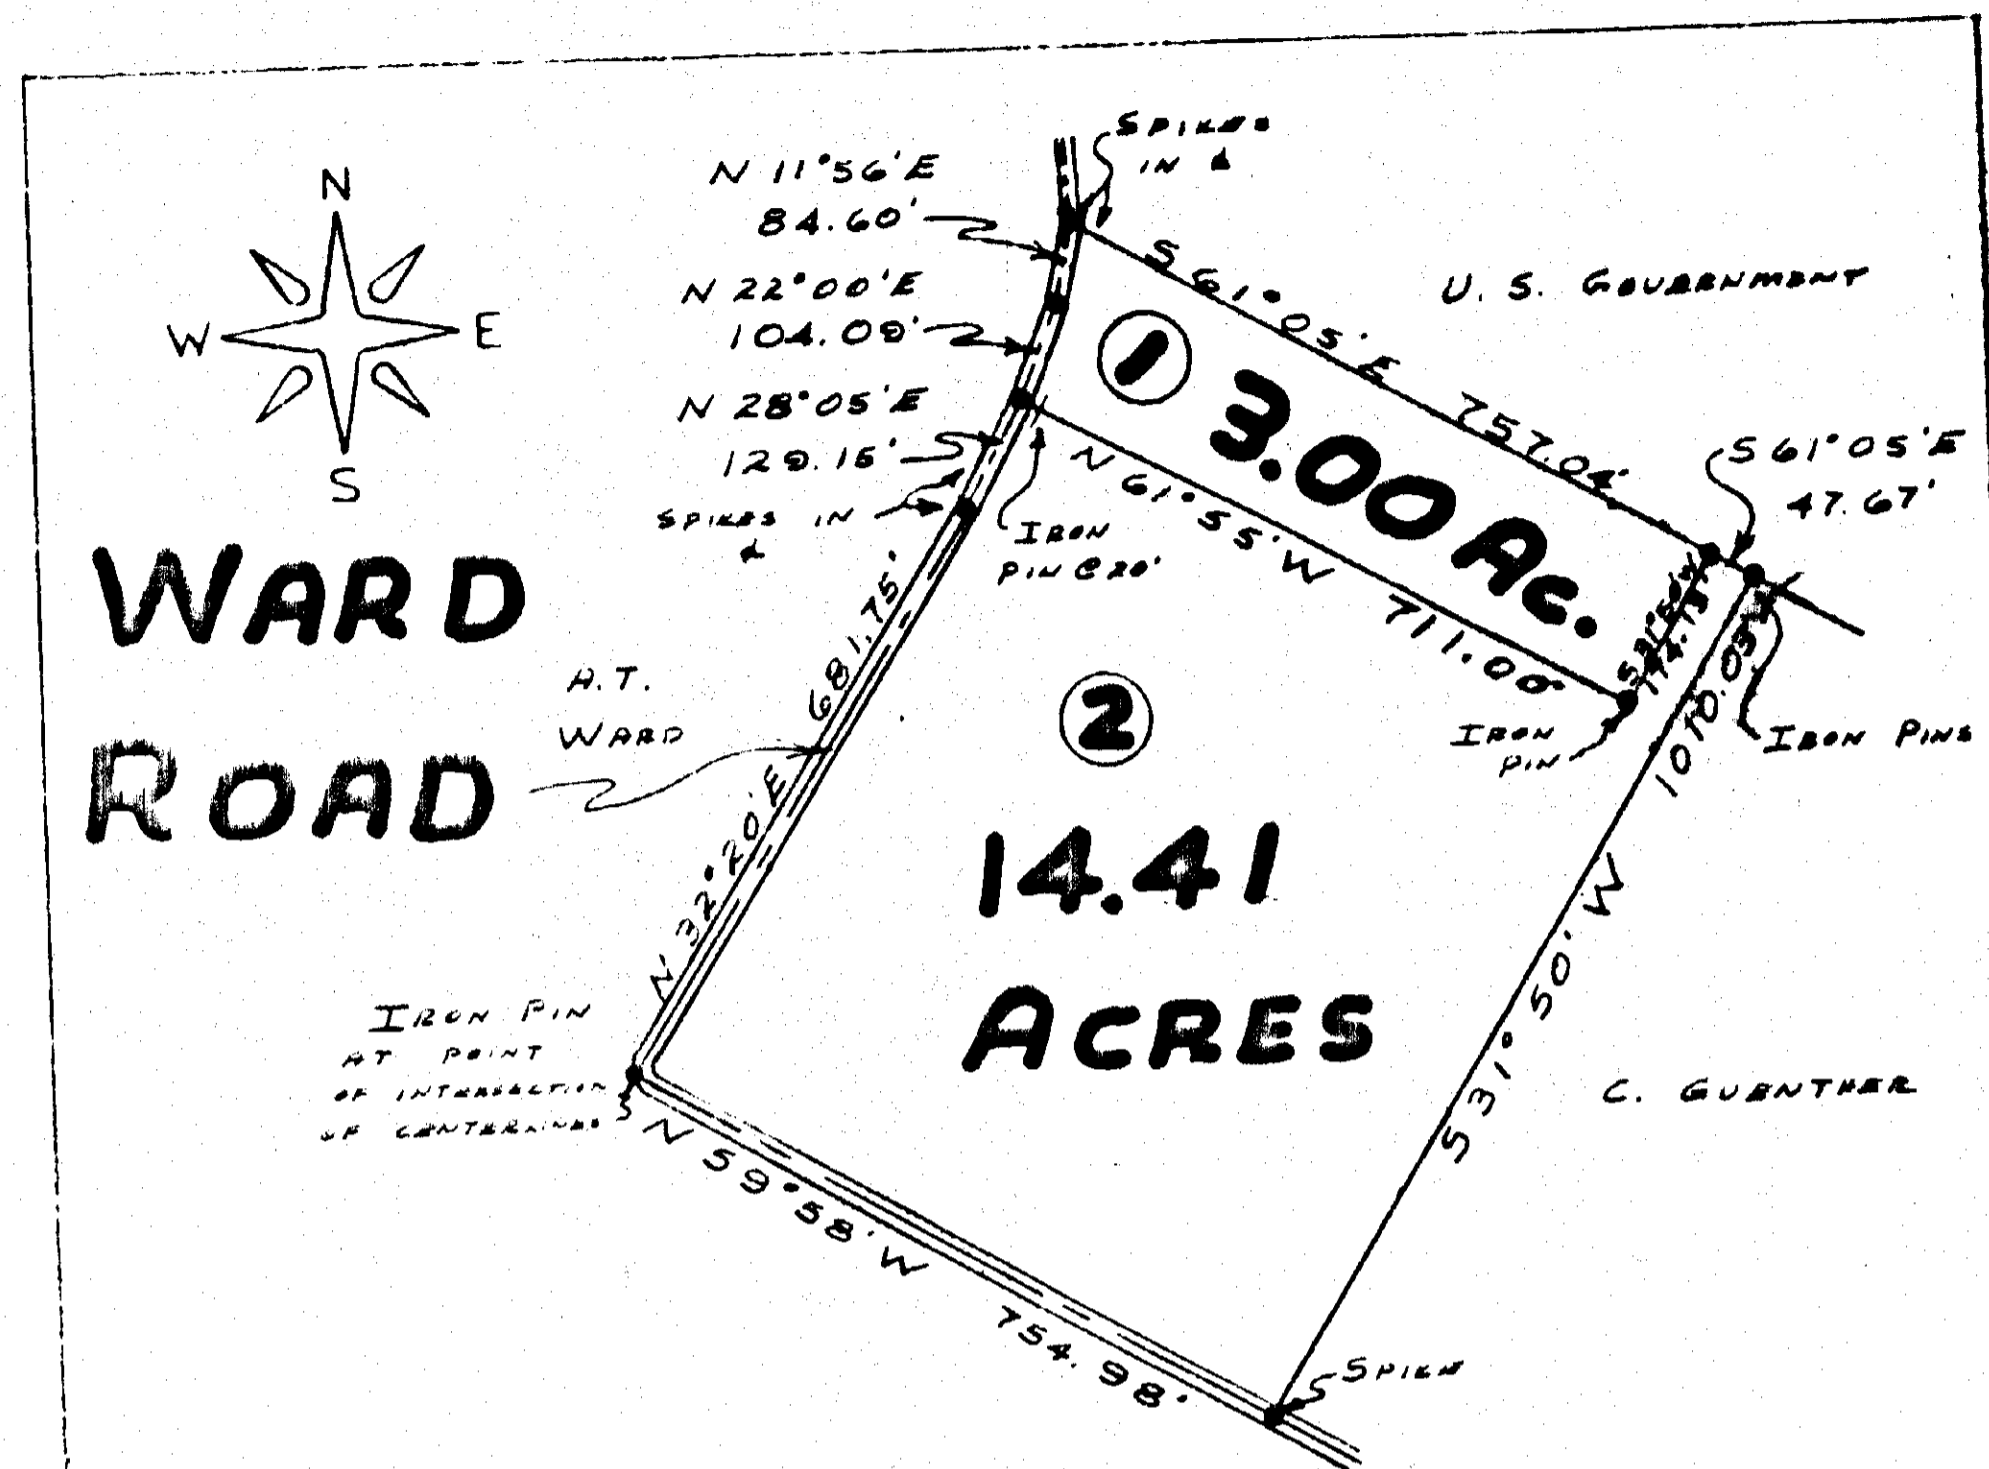 N
W E
S
N 11°56'E
84.60'
N 22°00'E
104.09'
N 28°05'E
129.15'
SPIKES IN
SPIKES
IN
U. S. GOVERNMENT
S 61°05'E 757.04'
S 61°05'E
47.67'
1
3.00 Ac.
N 61°55'W 711.00'
IRON
PIN @ 20'
174.73'
IRON
PIN
IRON PINS
WARD
ROAD
A.T.
WARD
N 32°20'E 681.75'
2
14.41
ACRES
S 31°50'W 1010.03'
C. GUENTHER
IRON PIN
AT POINT
OF INTERSECTION
OF CENTERLINES
N 59°58'W 754.98'
SPIKE